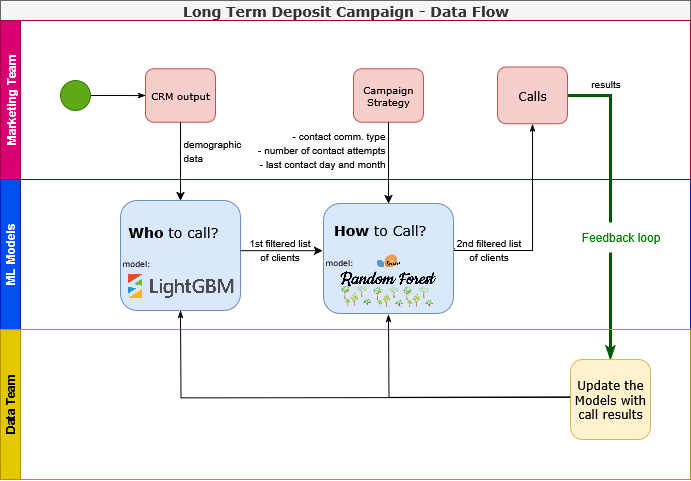 Long Term Deposit Campaign - Data Flow
Marketing Team
CRM output
Campaign
Strategy
Calls
results
demographic
data
- contact comm. type
- number of contact attempts
- last contact day and month
ML Models
Who to call?
model:
LightGBM
1st filtered list
of clients
How to Call?
model:
Random Forest
2nd filtered list
of clients
Feedback loop
Data Team
Update the
Models with
call results